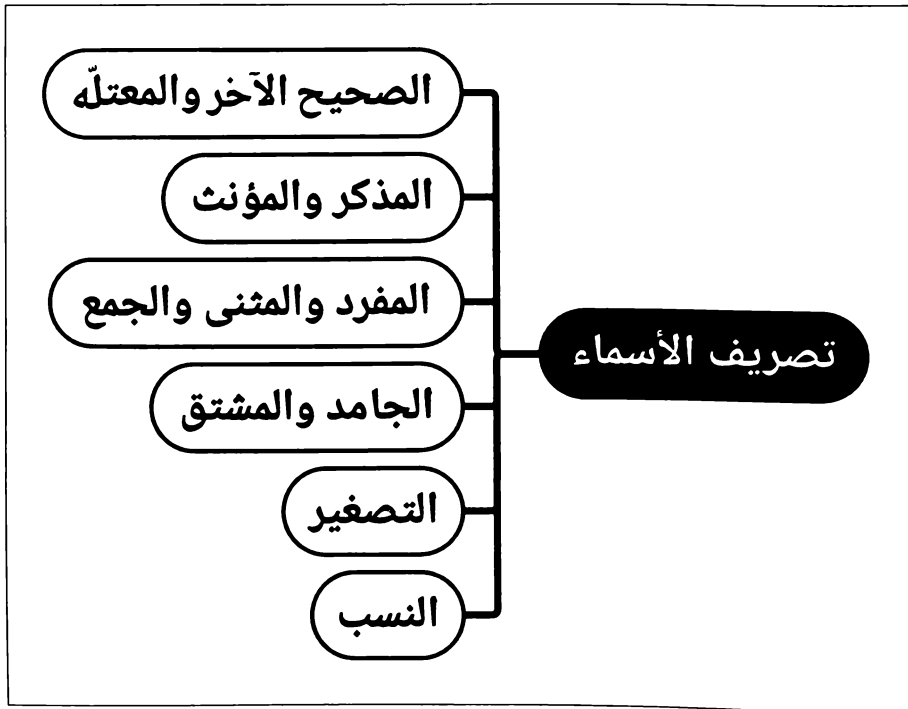 تصريف الأسماء
الصحيح الآخر والمعتلّه
المذكر والمؤنث
المفرد والمثنى والجمع
الجامد والمشتق
التصغير
النسب